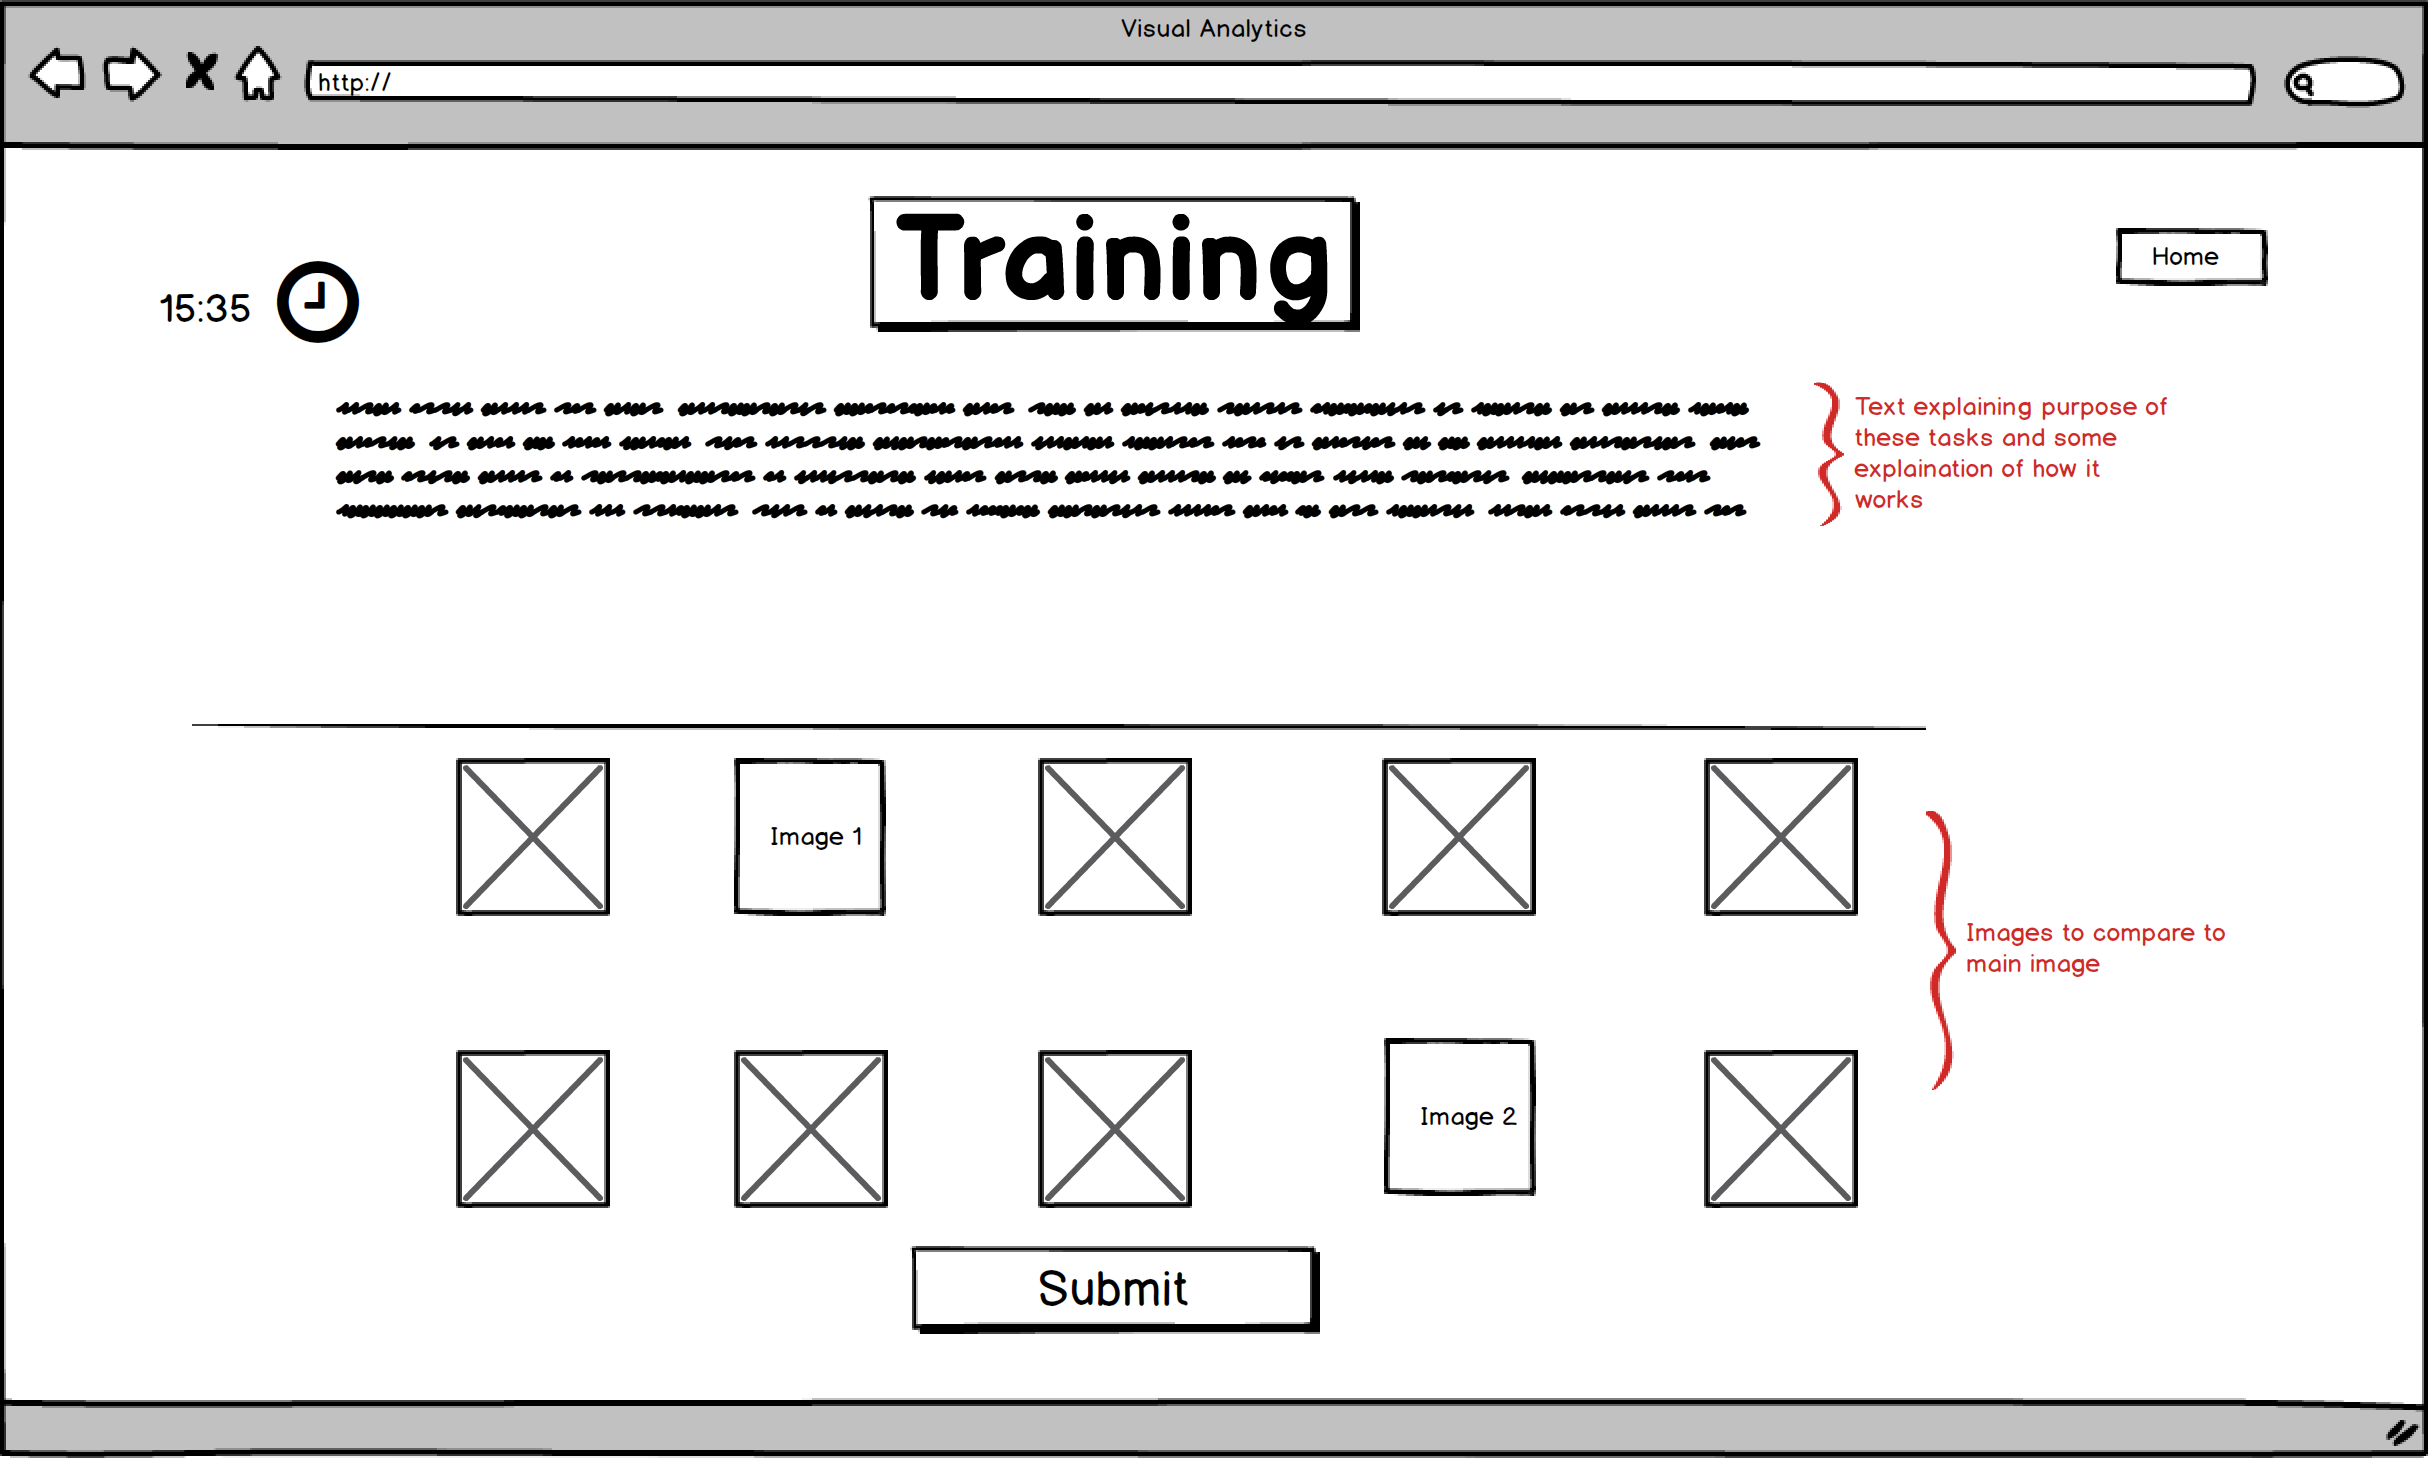 Visual Analytics
http://
Training
Home
15:35
Text explaining purpose of
these tasks and some
explaination of how it
works
Image 1
Images to compare to
main image
Image 2
Submit